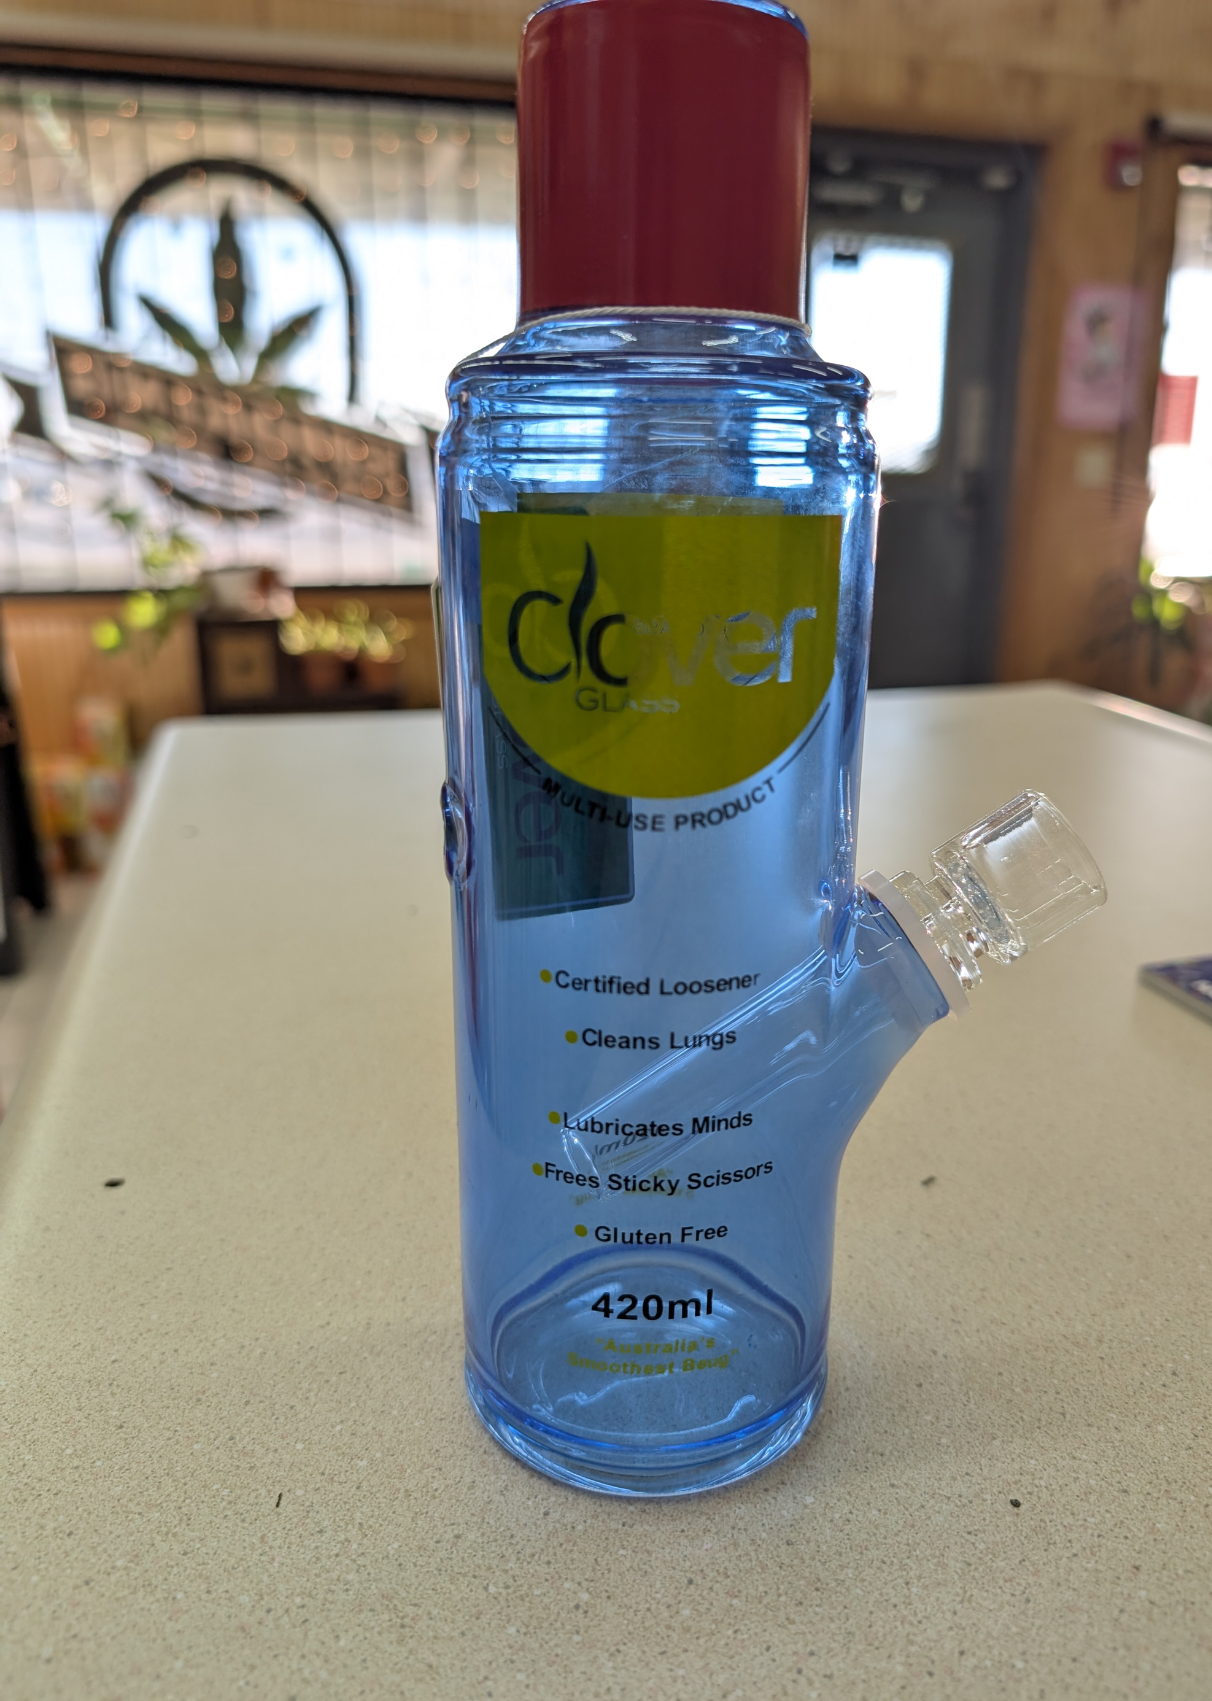 Clover
GLASS
MULTI-USE PRODUCT
•Certified Loosener
•Cleans Lungs
•Lubricates Minds
•Frees Sticky Scissors
• Gluten Free
420ml
"Australia's
Smoothest Beug"